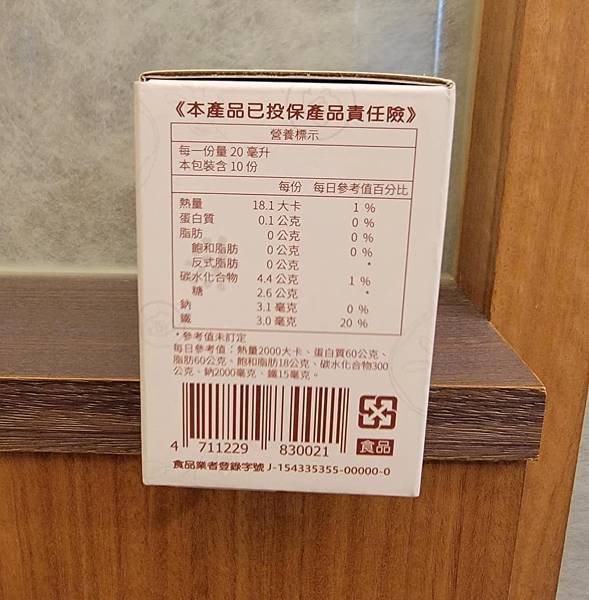 《本產品已投保產品責任險》
營養標示
每一份量 20 毫升
本包裝含 10 份
每份 每日參考值百分比
熱量 18.1 大卡 1 %
蛋白質 0.1 公克 0 %
脂肪 0 公克 0 %
飽和脂肪 0 公克 0 %
反式脂肪 0 公克 *
碳水化合物 4.4 公克 1 %
糖 2.6 公克 *
鈉 3.1 毫克 0 %
鐵 3.0 毫克 20 %
*參考值未訂定
每日參考值：熱量2000大卡、蛋白質60公克、
脂肪60公克、飽和脂肪18公克、碳水化合物300
公克、鈉2000毫克、鐵15毫克。
4 711229 830021
食品
食品業者登錄字號 J-154335355-00000-0